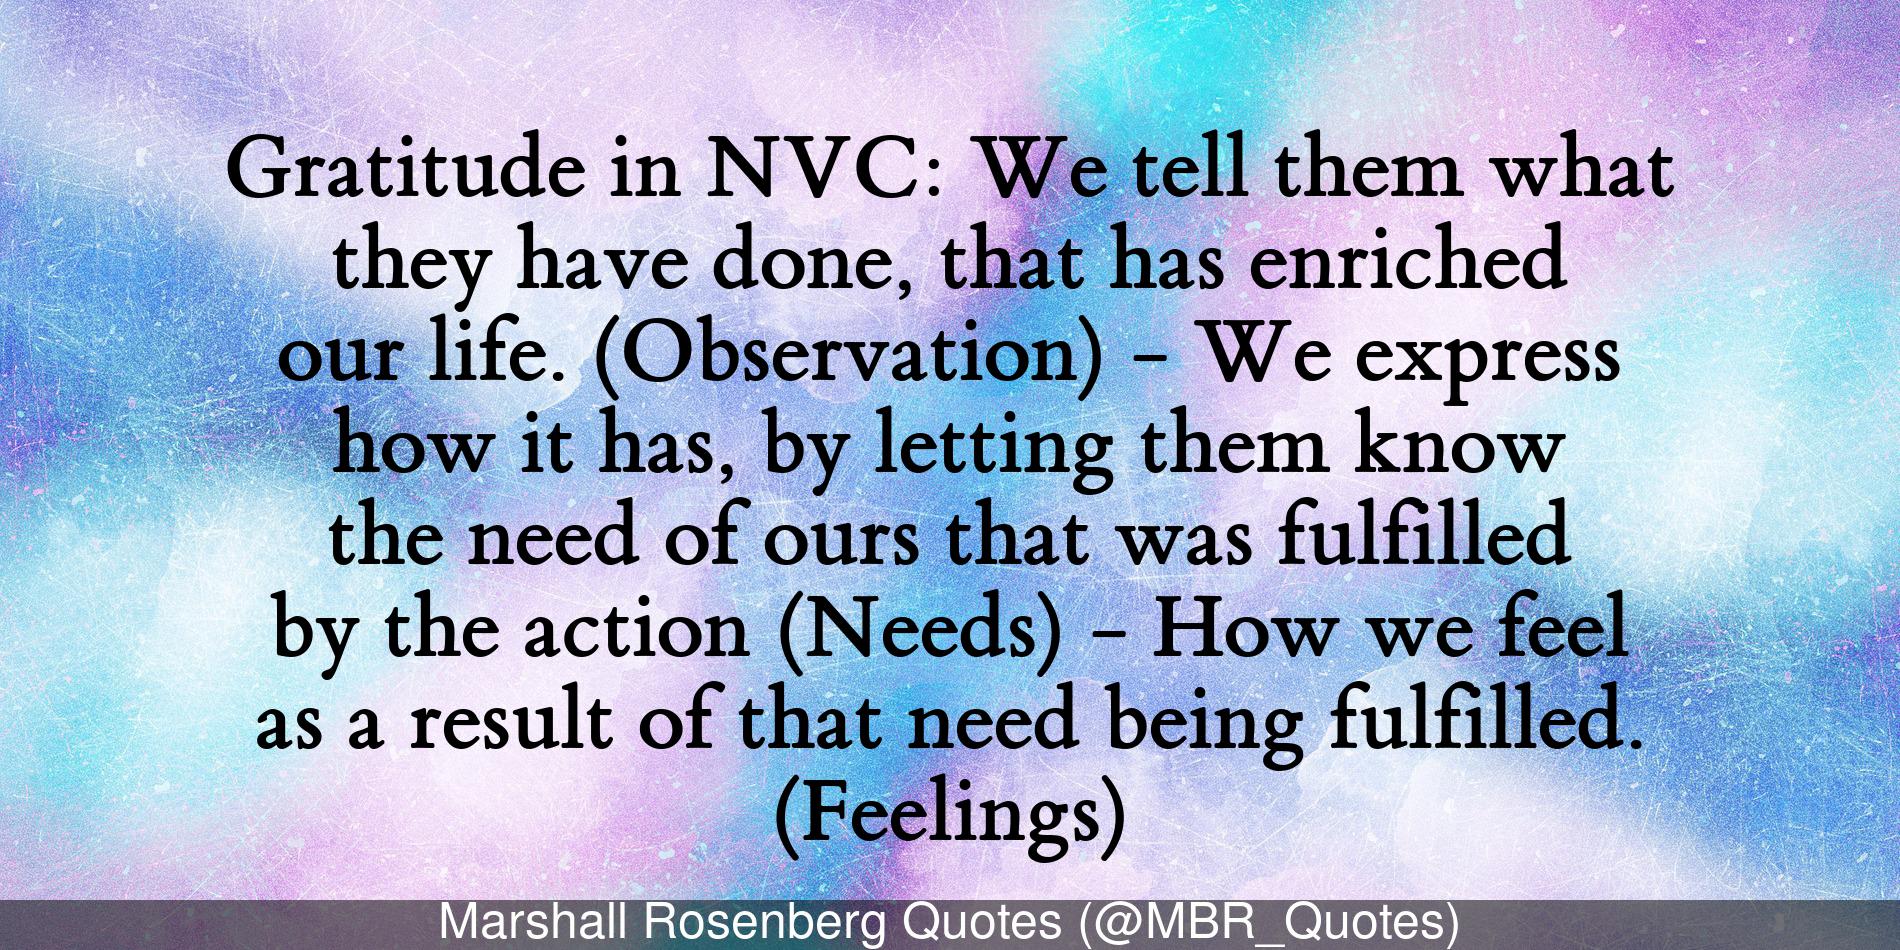 Gratitude in NVC: We tell them what
they have done, that has enriched
our life. (Observation) – We express
how it has, by letting them know
the need of ours that was fulfilled
by the action (Needs) – How we feel
as a result of that need being fulfilled.
(Feelings)
Marshall Rosenberg Quotes (@MBR_Quotes)